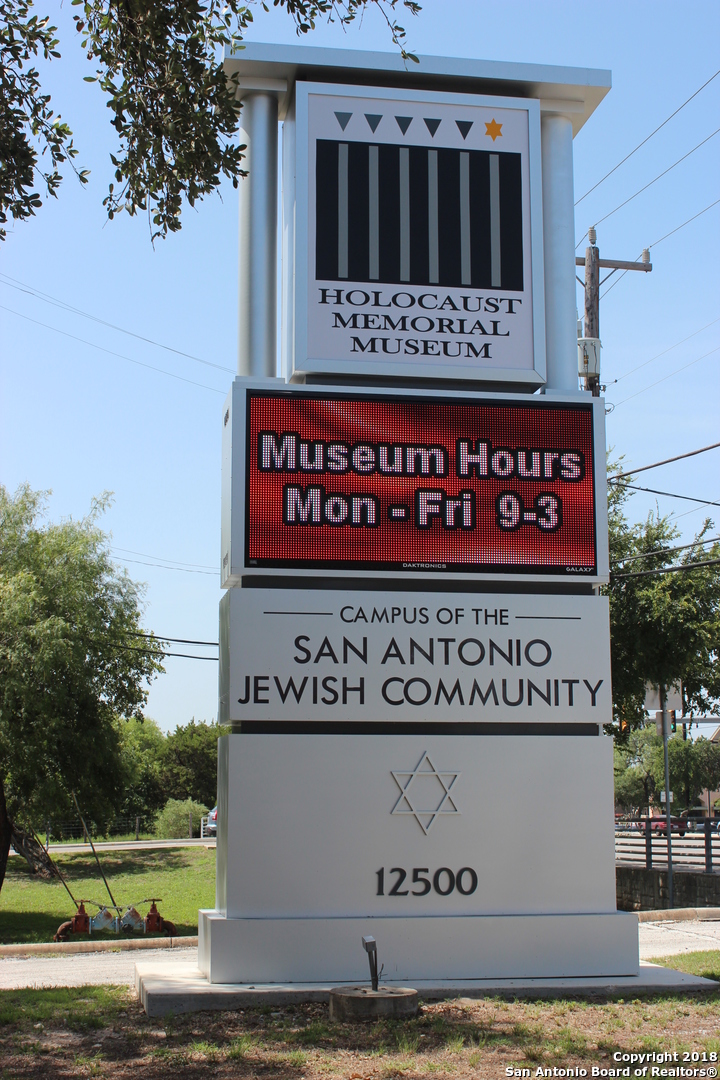 HOLOCAUST
MEMORIAL
MUSEUM
Museum Hours
Mon - Fri 9-3
DAKTRONICS
GALAXY
CAMPUS OF THE
SAN ANTONIO
JEWISH COMMUNITY
12500
Copyright 2018
San Antonio Board of Realtors®